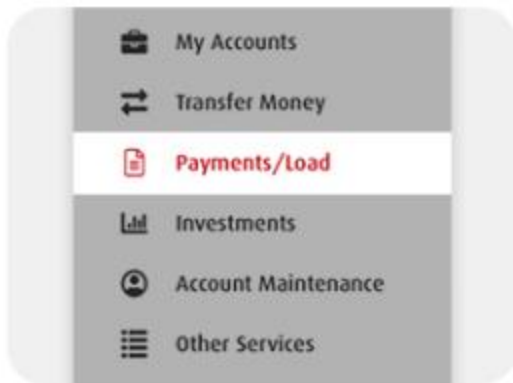 My Accounts
Transfer Money
Payments/Load
Investments
Account Maintenance
Other Services